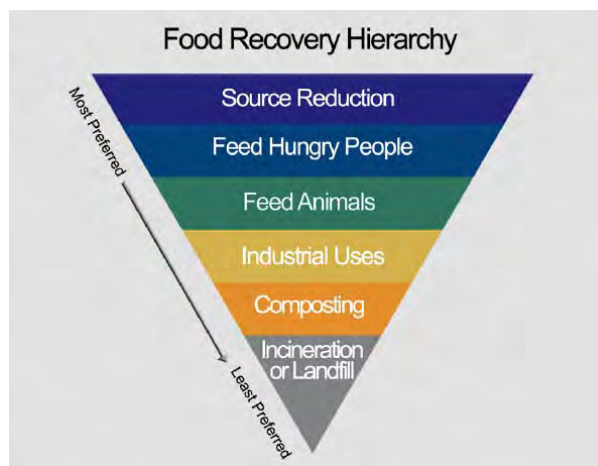 Food Recovery Hierarchy
Most Preferred
Source Reduction
Feed Hungry People
Feed Animals
Industrial Uses
Composting
Incineration
or Landfill
Least Preferred